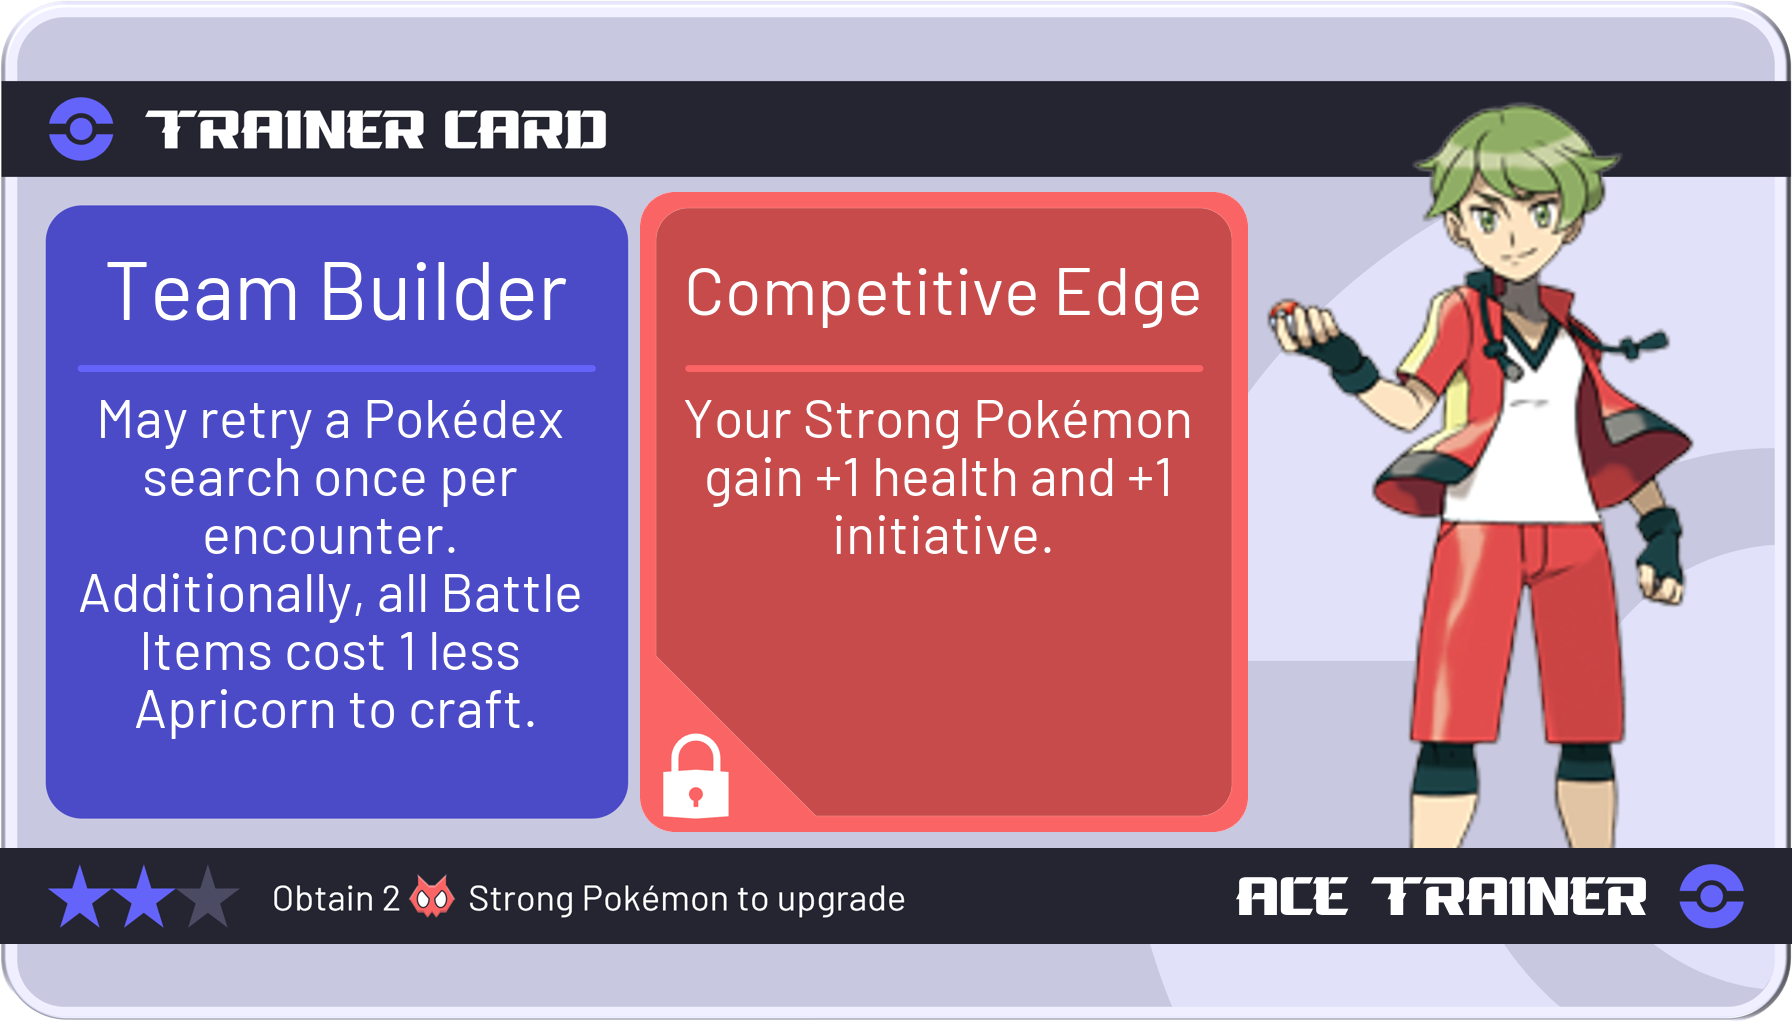 TRAINER CARD
Team Builder
May retry a Pokédex
search once per
encounter.
Additionally, all Battle
Items cost 1 less
Apricorn to craft.
Competitive Edge
Your Strong Pokémon
gain +1 health and +1
initiative.
Obtain 2 Strong Pokémon to upgrade
ACE TRAINER